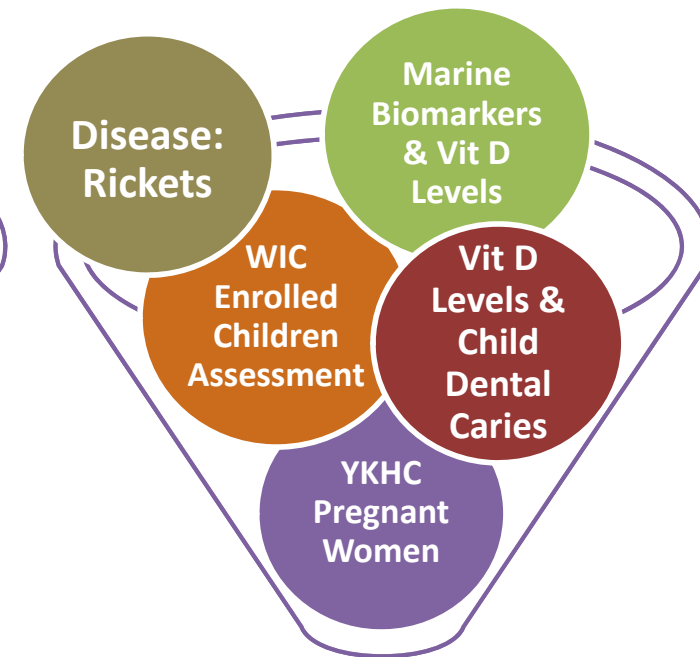 Disease:
Rickets
Marine
Biomarkers
& Vit D
Levels
WIC
Enrolled
Children
Assessment
Vit D
Levels &
Child
Dental
Caries
YKHC
Pregnant
Women